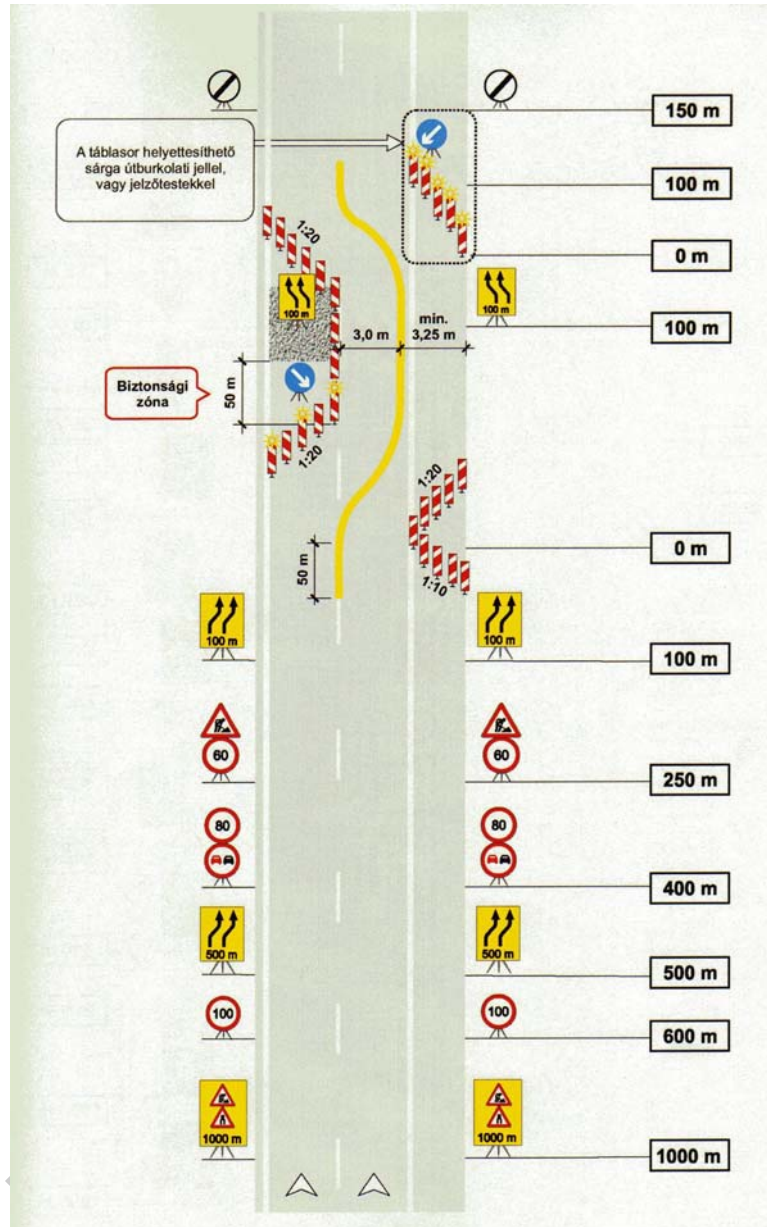 150 m
A táblasor helyettesíthető
sárga útburkolati jellel,
vagy jelzőtestekkel
100 m
1:20
0 m
100 m
100 m
100 m
3,0 m
min.
3,25 m
50 m
Biztonsági
zóna
1:20
1:20
0 m
50 m
1:10
100 m
100 m
100 m
60
60
250 m
80
80
400 m
500 m
500 m
500 m
100
100
600 m
1000 m
1000 m
1000 m